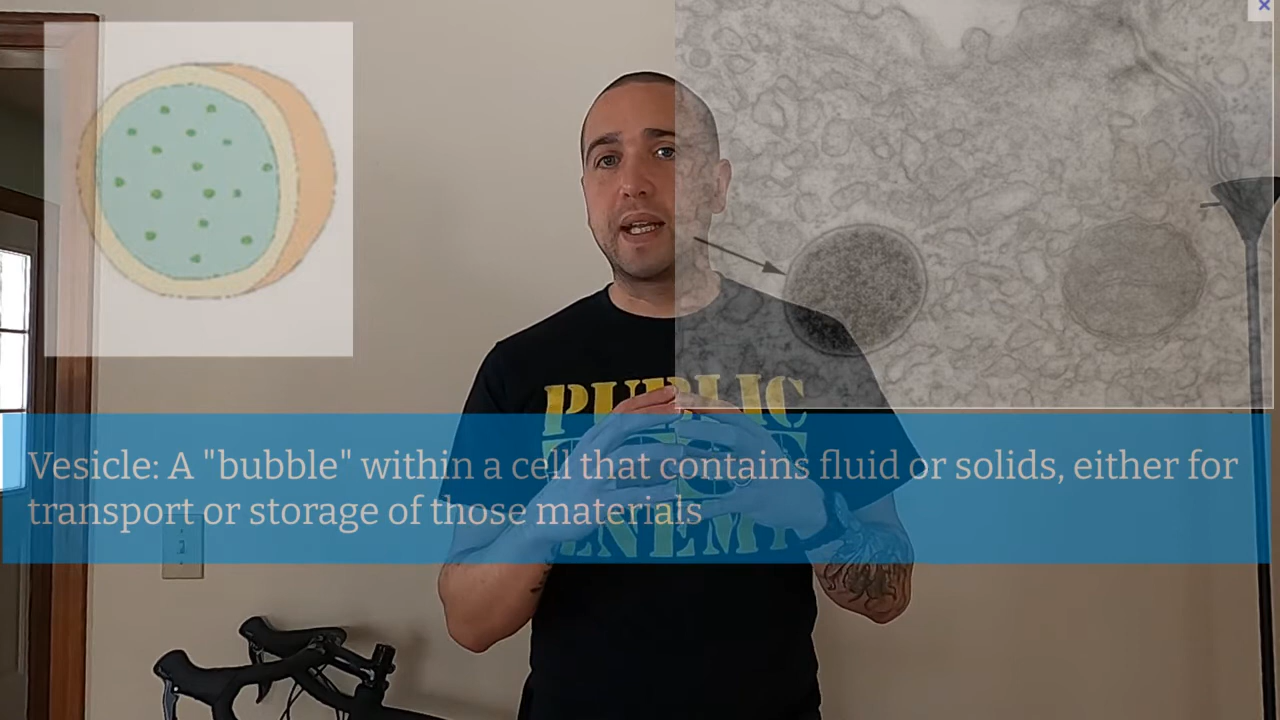 Vesicle: A "bubble" within a cell that contains fluid or solids, either for
transport or storage of those materials
PUBLIC
ENEMY